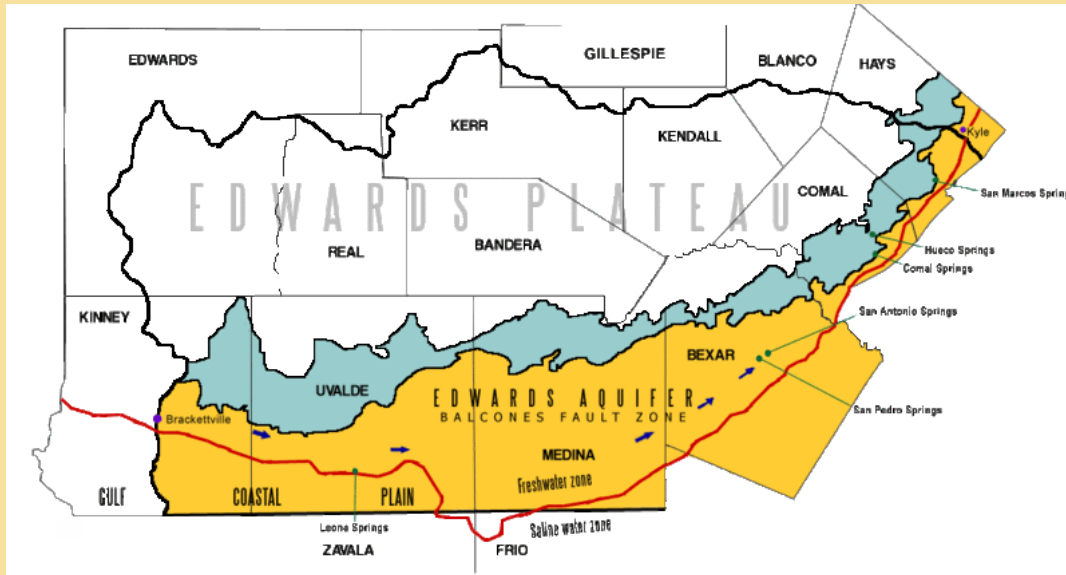 GILLESPIE
EDWARDS
BLANCO
HAYS
KERR
KENDALL
Kyle
EDWARDS PLATEAU
COMAL
San Marcos Spring
REAL
BANDERA
Hueco Springs
Comal Springs
KINNEY
San Antonio Springs
BEXAR
UVALDE
EDWARDS AQUIFER
BALCONES FAULT ZONE
San Pedro Springs
Brackettville
MEDINA
Freshwater zone
GULF COASTAL PLAIN
Leona Springs
Saline water zone
ZAVALA
FRIO